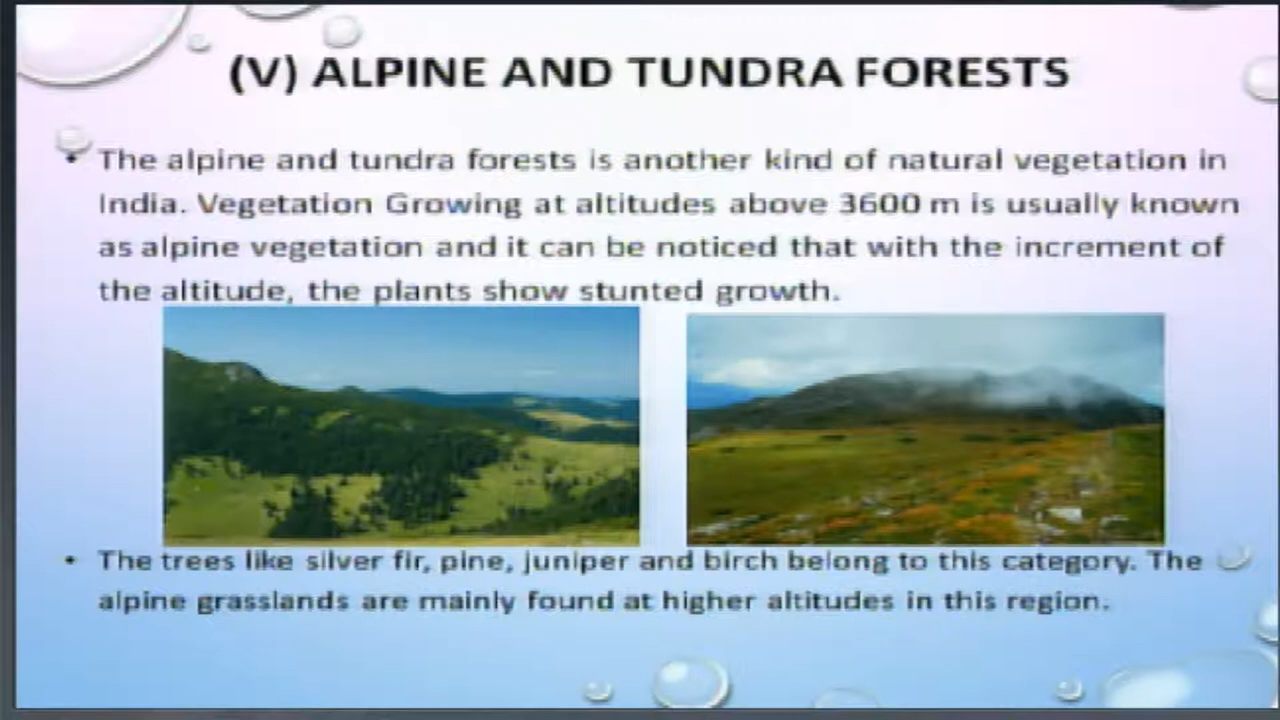 (V) ALPINE AND TUNDRA FORESTS
• The alpine and tundra forests is another kind of natural vegetation in
India. Vegetation Growing at altitudes above 3600 m is usually known
as alpine vegetation and it can be noticed that with the increment of
the altitude, the plants show stunted growth.
• The trees like silver fir, pine, juniper and birch belong to this category. The
alpine grasslands are mainly found at higher altitudes in this region.